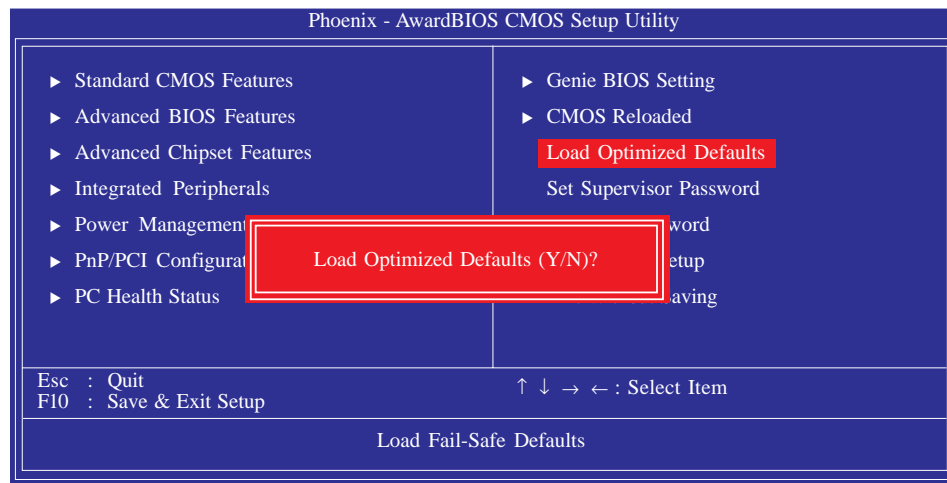 Phoenix - AwardBIOS CMOS Setup Utility
▶ Standard CMOS Features
▶ Advanced BIOS Features
▶ Advanced Chipset Features
▶ Integrated Peripherals
▶ Power Management
▶ PnP/PCI Configurat
▶ PC Health Status
▶ Genie BIOS Setting
▶ CMOS Reloaded
Load Optimized Defaults
Set Supervisor Password
word
etup
aving
Load Optimized Defaults (Y/N)?
Esc : Quit
F10 : Save & Exit Setup
↑ ↓ → ← : Select Item
Load Fail-Safe Defaults